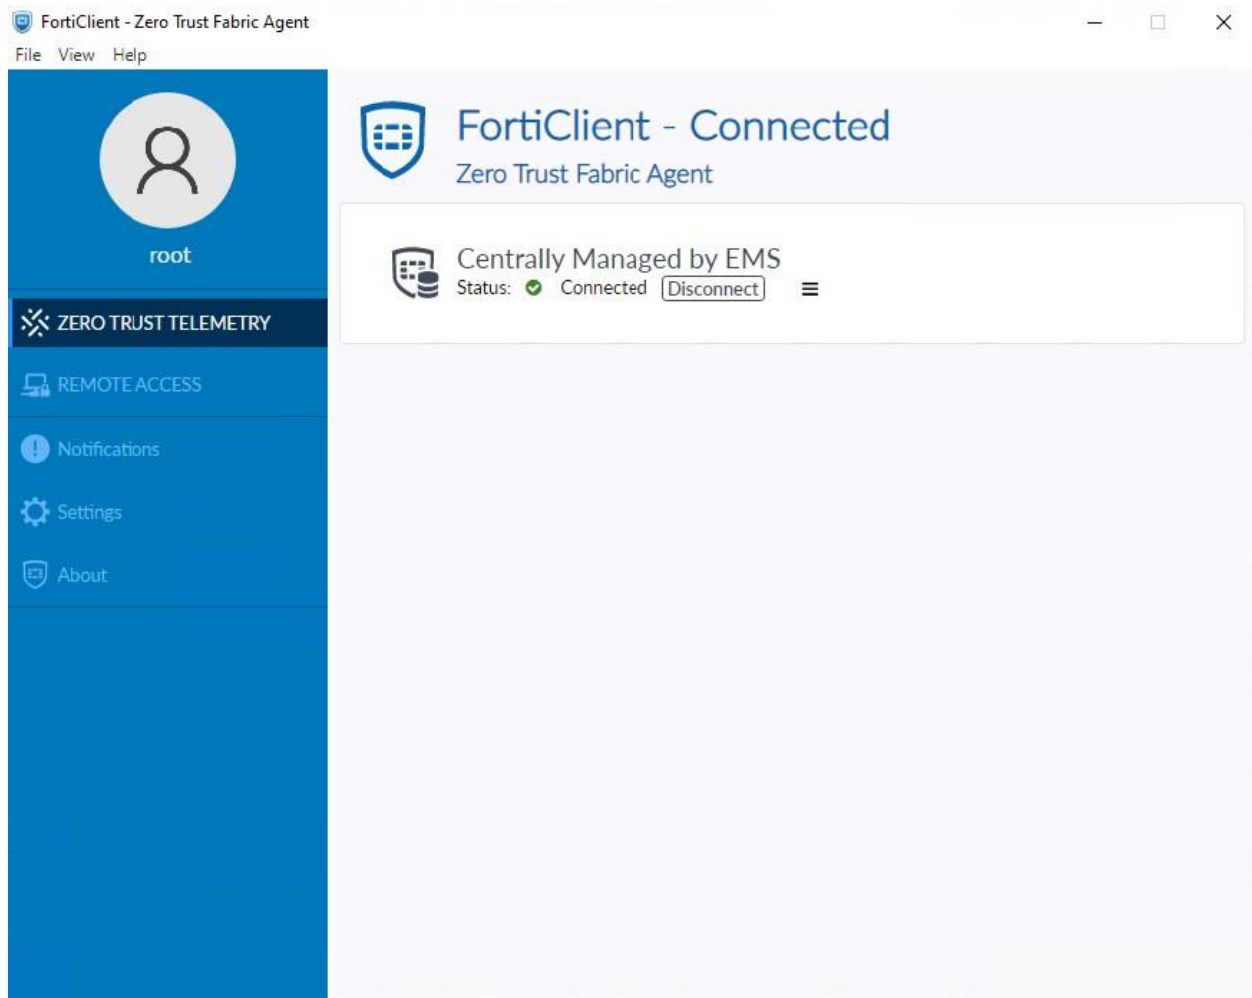 FortiClient - Zero Trust Fabric Agent
File View Help
root
ZERO TRUST TELEMETRY
REMOTE ACCESS
Notifications
Settings
About
FortiClient - Connected
Zero Trust Fabric Agent
Centrally Managed by EMS
Status: Connected Disconnect